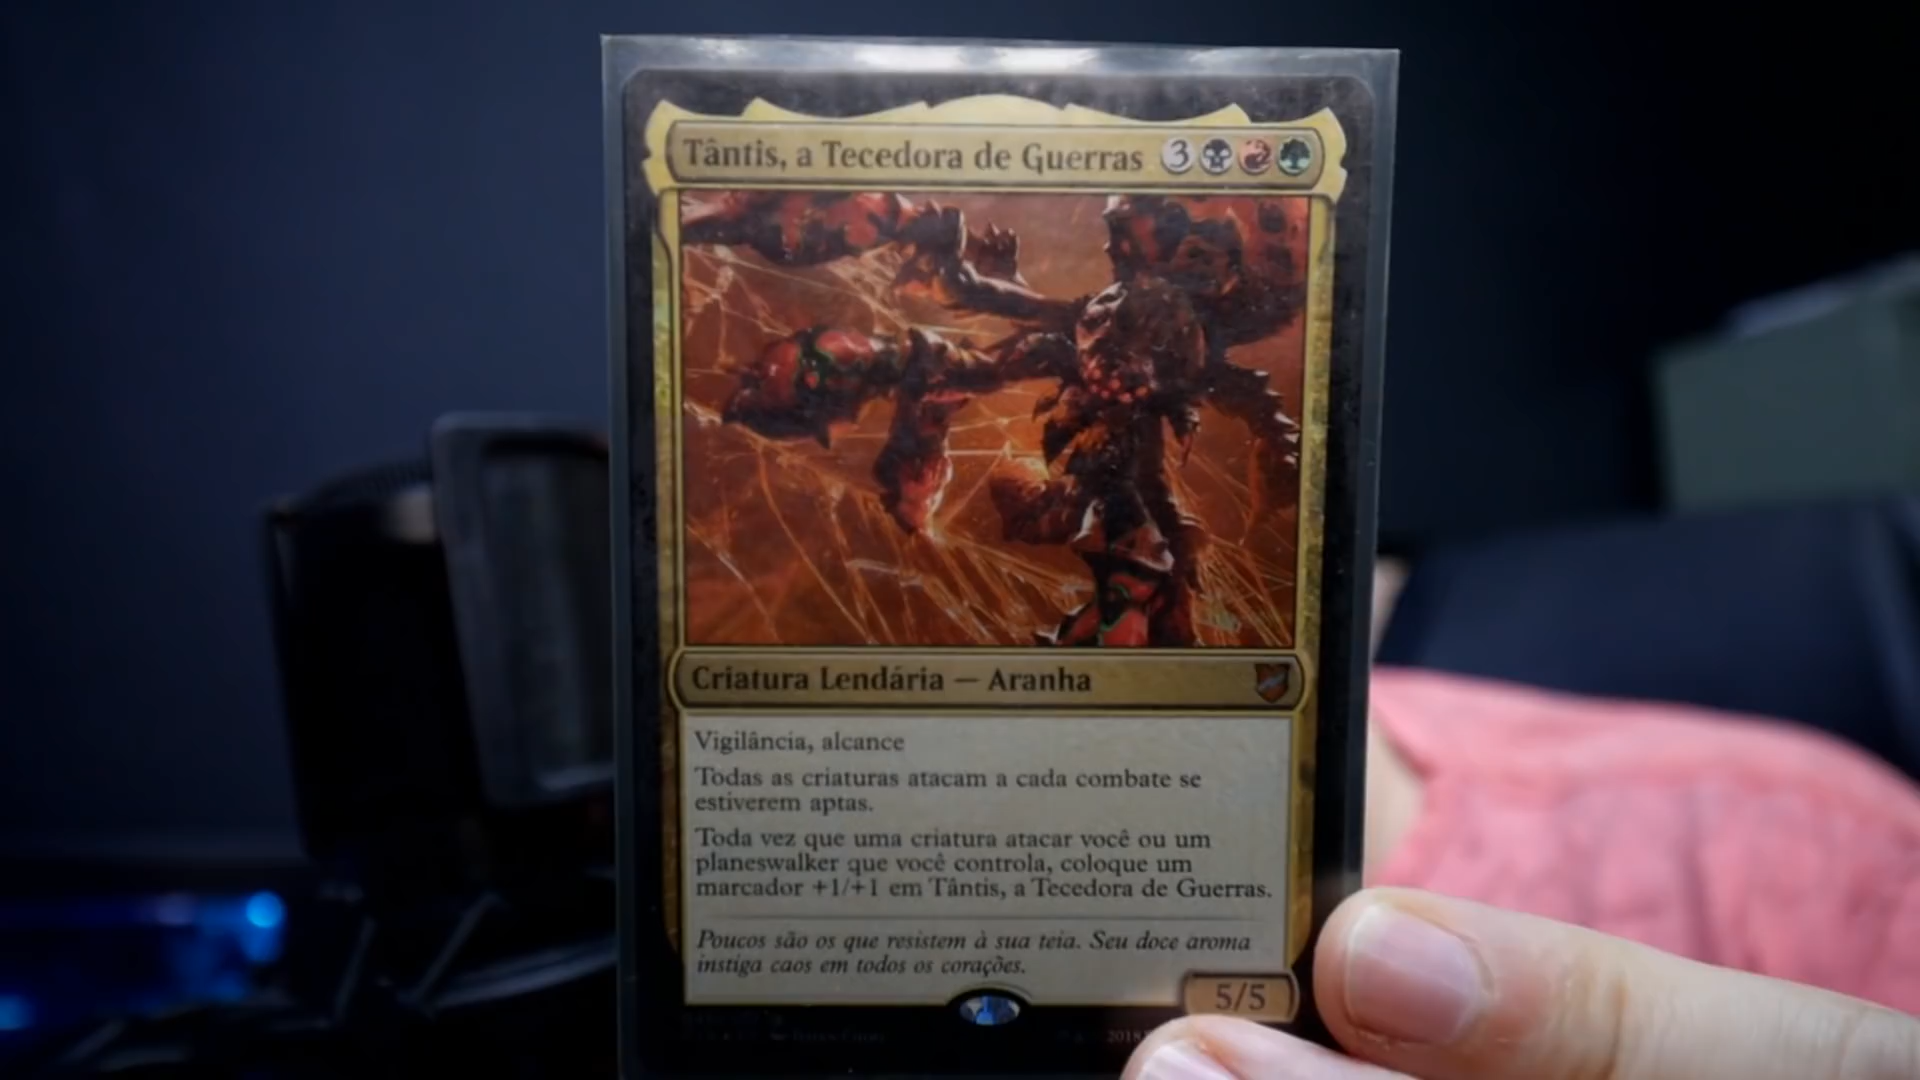 Tântis, a Tecedora de Guerras 3
Criatura Lendária — Aranha
Vigilância, alcance
Todas as criaturas atacam a cada combate se
estiverem aptas.
Toda vez que uma criatura atacar você ou um
planeswalker que você controla, coloque um
marcador +1/+1 em Tântis, a Tecedora de Guerras.
Poucos são os que resistem à sua teia. Seu doce aroma
instiga caos em todos os corações.
5/5
2018